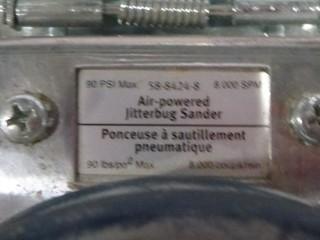 90 PSI Max 58-8424-8 8,000 SPM
Air-powered
Jitterbug Sander
Ponceuse à sautillement
pneumatique
90 lbs/po² Max 8,000 coups/min